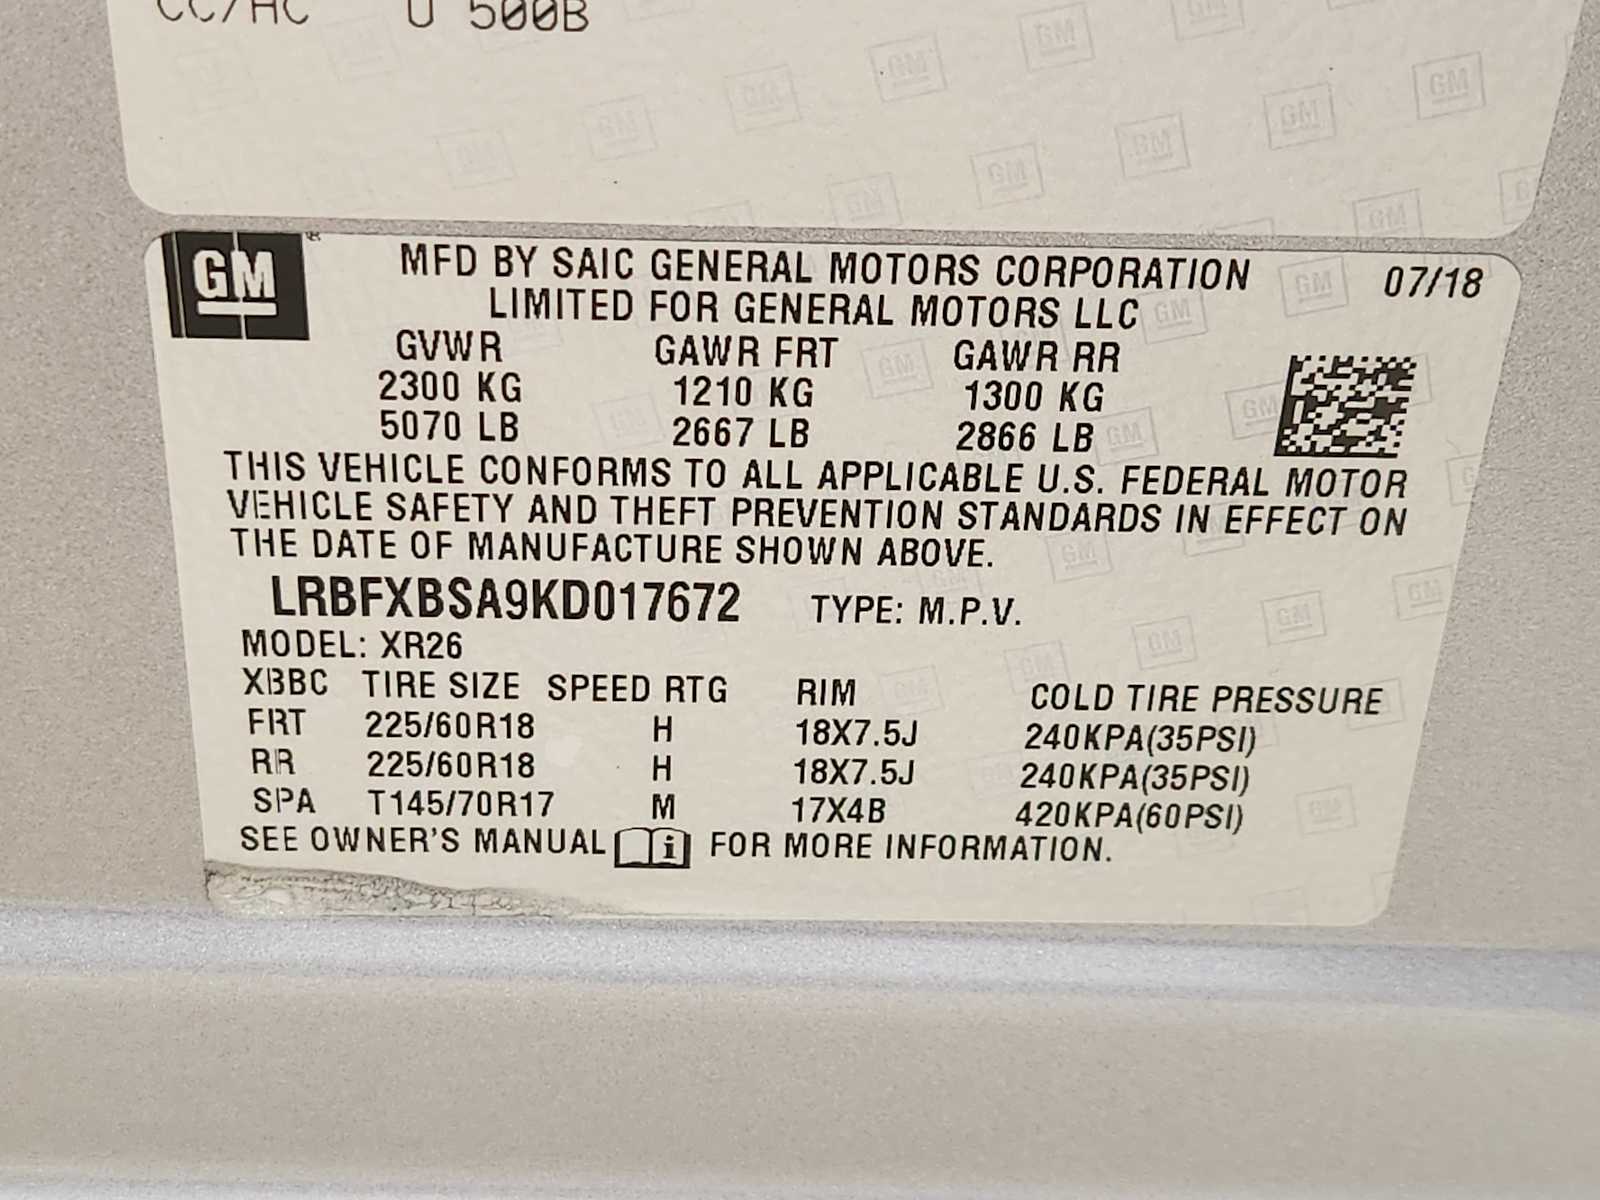 CC/HC U 500B
GM ®
MFD BY SAIC GENERAL MOTORS CORPORATION 07/18
LIMITED FOR GENERAL MOTORS LLC
GVWR GAWR FRT GAWR RR
2300 KG 1210 KG 1300 KG
5070 LB 2667 LB 2866 LB
THIS VEHICLE CONFORMS TO ALL APPLICABLE U.S. FEDERAL MOTOR
VEHICLE SAFETY AND THEFT PREVENTION STANDARDS IN EFFECT ON
THE DATE OF MANUFACTURE SHOWN ABOVE.
LRBFXBSA9KD017672 TYPE: M.P.V.
MODEL: XR26
XBBC TIRE SIZE SPEED RTG RIM COLD TIRE PRESSURE
FRT 225/60R18 H 18X7.5J 240KPA(35PSI)
RR 225/60R18 H 18X7.5J 240KPA(35PSI)
SPA T145/70R17 M 17X4B 420KPA(60PSI)
SEE OWNER'S MANUAL i FOR MORE INFORMATION.